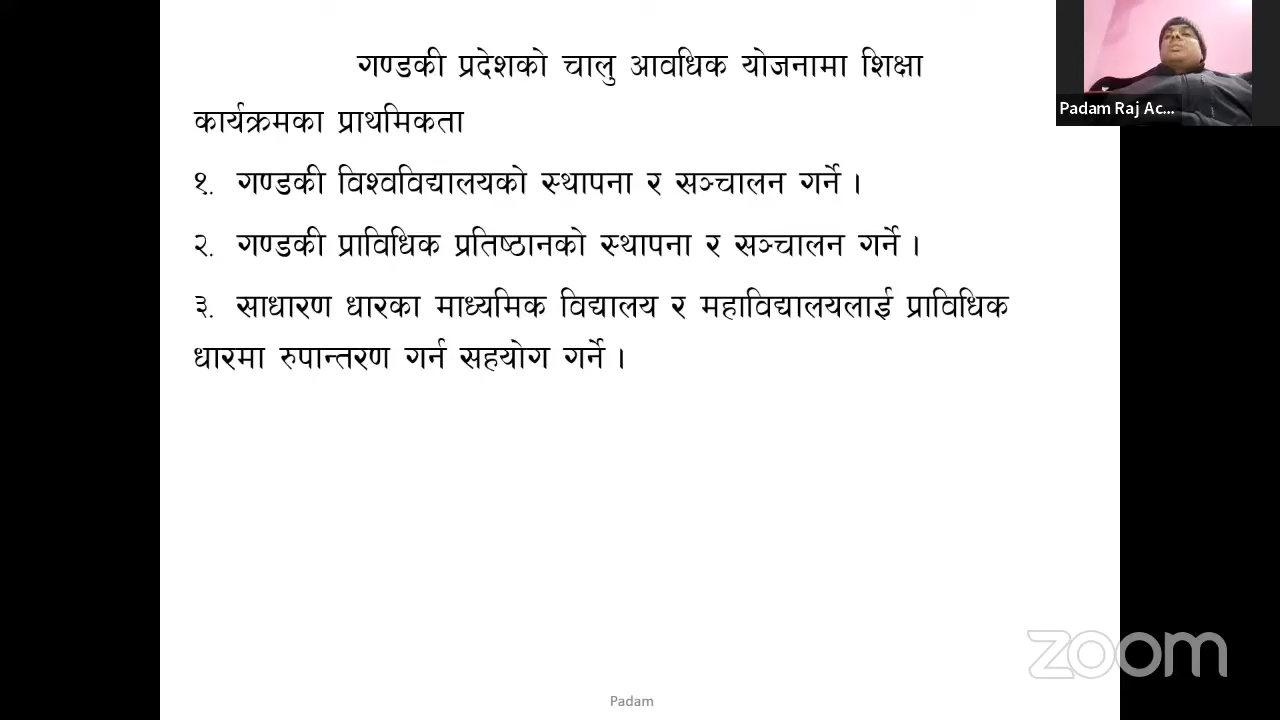 गण्डकी प्रदेशको चालु आवधिक योजनामा शिक्षा
कार्यक्रमका प्राथमिकता
१. गण्डकी विश्वविद्यालयको स्थापना र सञ्चालन गर्ने ।
२. गण्डकी प्राविधिक प्रतिष्ठानको स्थापना र सञ्चालन गर्ने ।
३. साधारण धारका माध्यमिक विद्यालय र महाविद्यालयलाई प्राविधिक
धारमा रुपान्तरण गर्न सहयोग गर्ने ।
Padam Raj Ac...
zoom
Padam